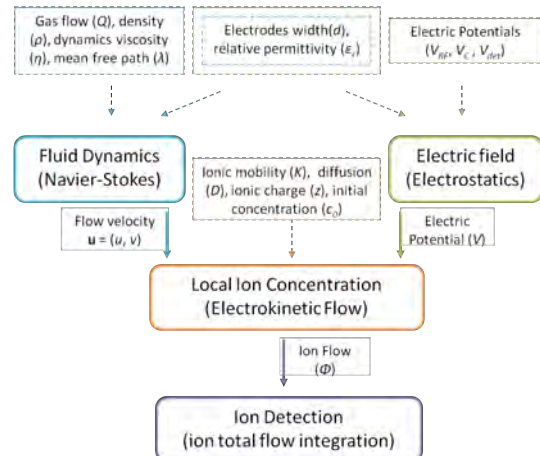 Gas flow (Q), density
(ρ), dynamics viscosity
(η), mean free path (λ)
Electrodes width(d),
relative permittivity (εr)
Electric Potentials
(VRF, VC , Vdet)
Fluid Dynamics
(Navier-Stokes)
Ionic mobility (K), diffusion
(D), ionic charge (z), initial
concentration (c0)
Electric field
(Electrostatics)
Flow velocity
u = (u, v)
Electric
Potential (V)
Local Ion Concentration
(Electrokinetic Flow)
Ion Flow
(Φ)
Ion Detection
(ion total flow integration)